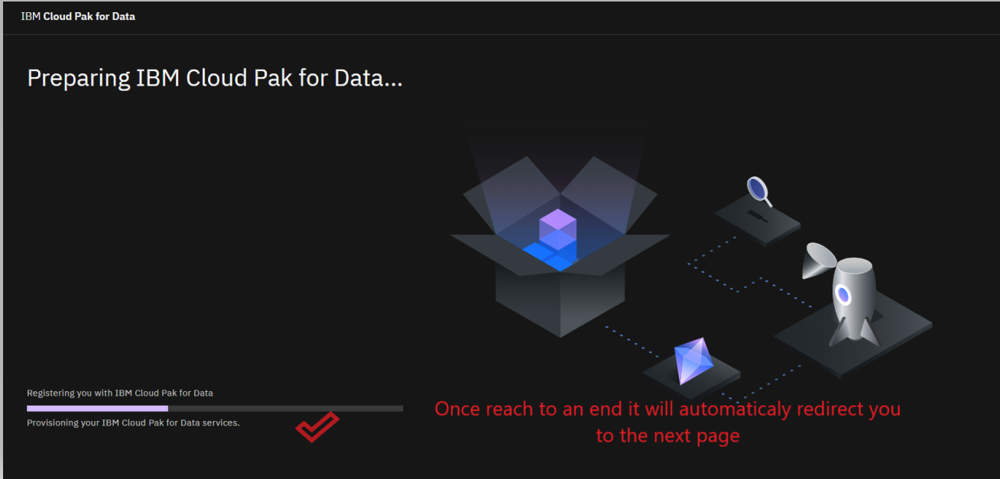 IBM Cloud Pak for Data
Preparing IBM Cloud Pak for Data...
Registering you with IBM Cloud Pak for Data
Provisioning your IBM Cloud Pak for Data services.
Once reach to an end it will automaticaly redirect you
to the next page